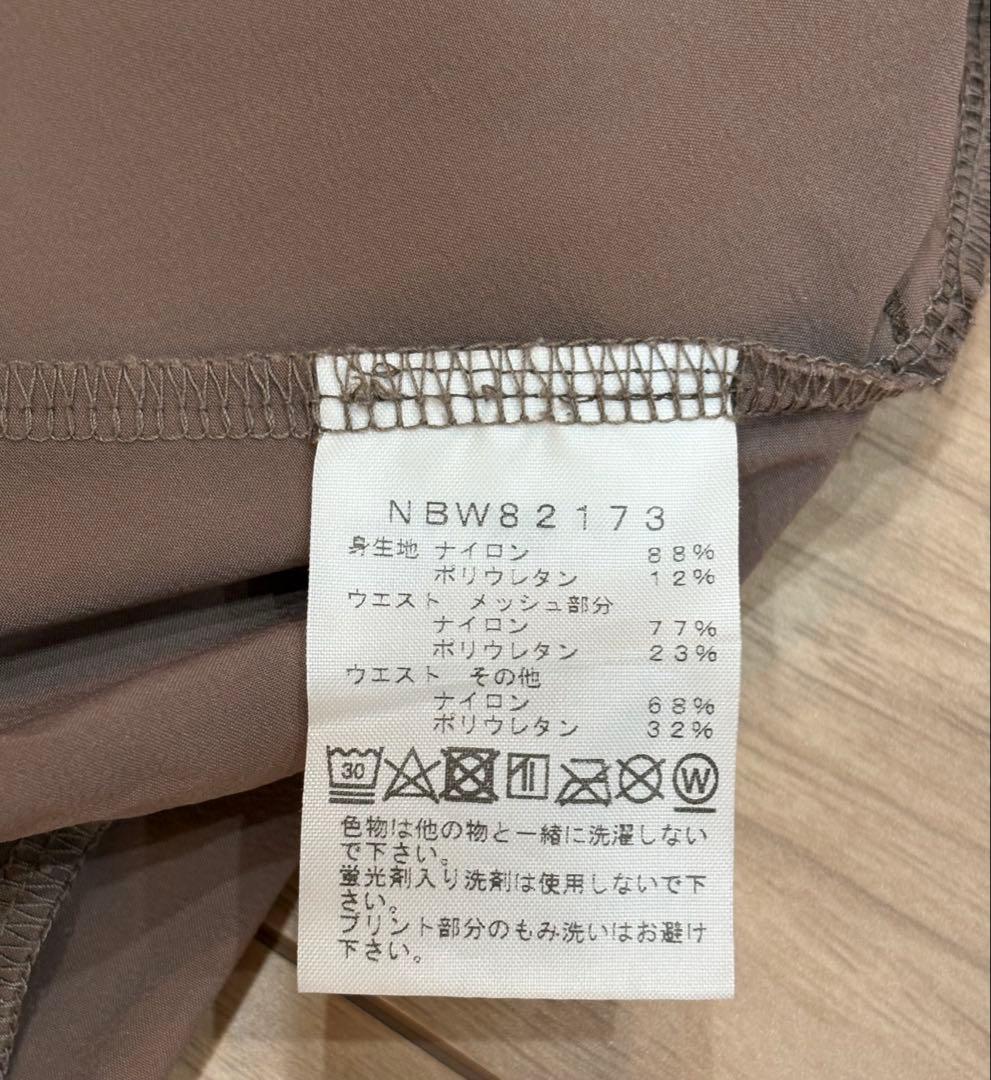 NBW82173
身生地 ナイロン 88%
ポリウレタン 12%
ウエスト メッシュ部分
ナイロン 77%
ポリウレタン 23%
ウエスト その他
ナイロン 68%
ポリウレタン 32%
30 W
色物は他の物と一緒に洗濯しない
で下さい。
蛍光剤入り洗剤は使用しないで下
さい。
プリント部分のもみ洗いはお避け
下さい。